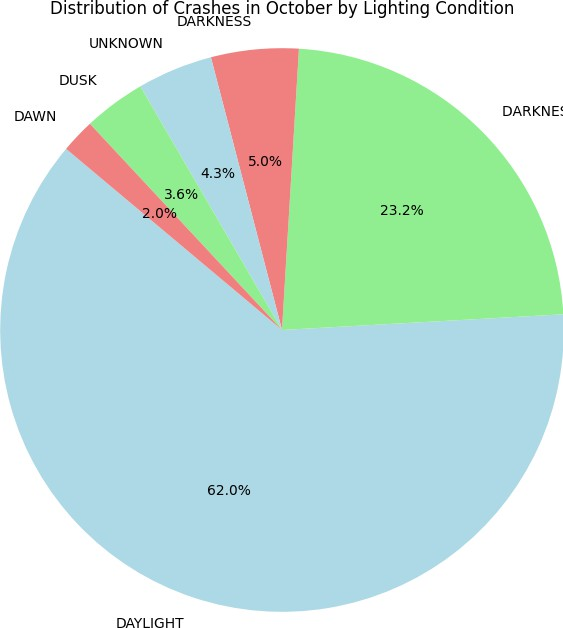 Distribution of Crashes in October by Lighting Condition
DARKNESS
UNKNOWN
DUSK
DAWN
DARKNES
5.0%
4.3%
3.6%
2.0%
23.2%
62.0%
DAYLIGHT